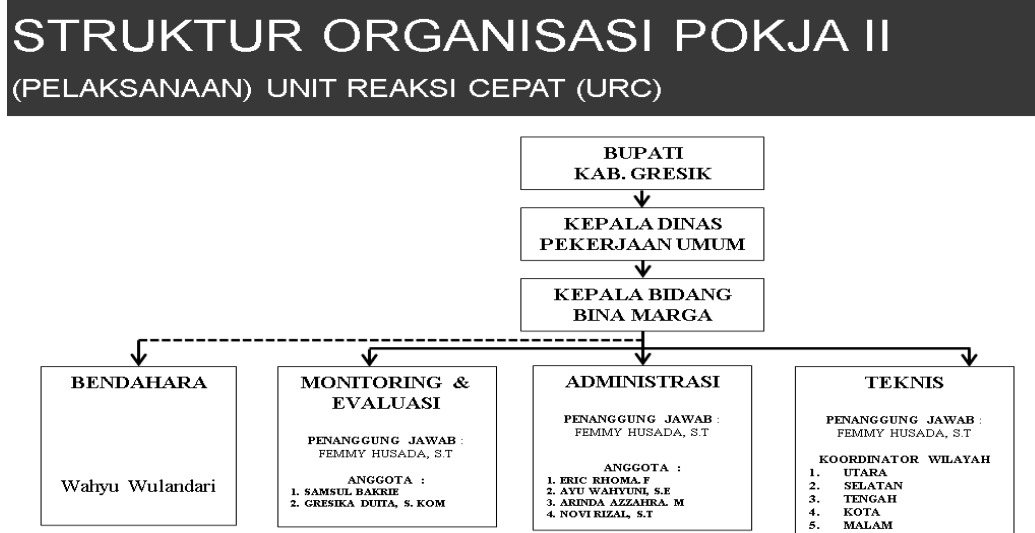 STRUKTUR ORGANISASI POKJA II
(PELAKSANAAN) UNIT REAKSI CEPAT (URC)
BUPATI
KAB. GRESIK
KEPALA DINAS
PEKERJAAN UMUM
KEPALA BIDANG
BINA MARGA
BENDAHARA
Wahyu Wulandari
MONITORING &
EVALUASI
PENANGGUNG JAWAB :
FEMMY HUSADA, S.T
ANGGOTA :
1. SAMSUL BAKRIE
2. GRESIKA DUITA, S. KOM
ADMINISTRASI
PENANGGUNG JAWAB :
FEMMY HUSADA, S.T
ANGGOTA :
1. ERIC RHOMA. F
2. AYU WAHYUNI, S.E
3. ARINDA AZZAHRA. M
4. NOVI RIZAL, S.T
TEKNIS
PENANGGUNG JAWAB :
FEMMY HUSADA, S.T
KOORDINATOR WILAYAH
1. UTARA
2. SELATAN
3. TENGAH
4. KOTA
5. MALAM